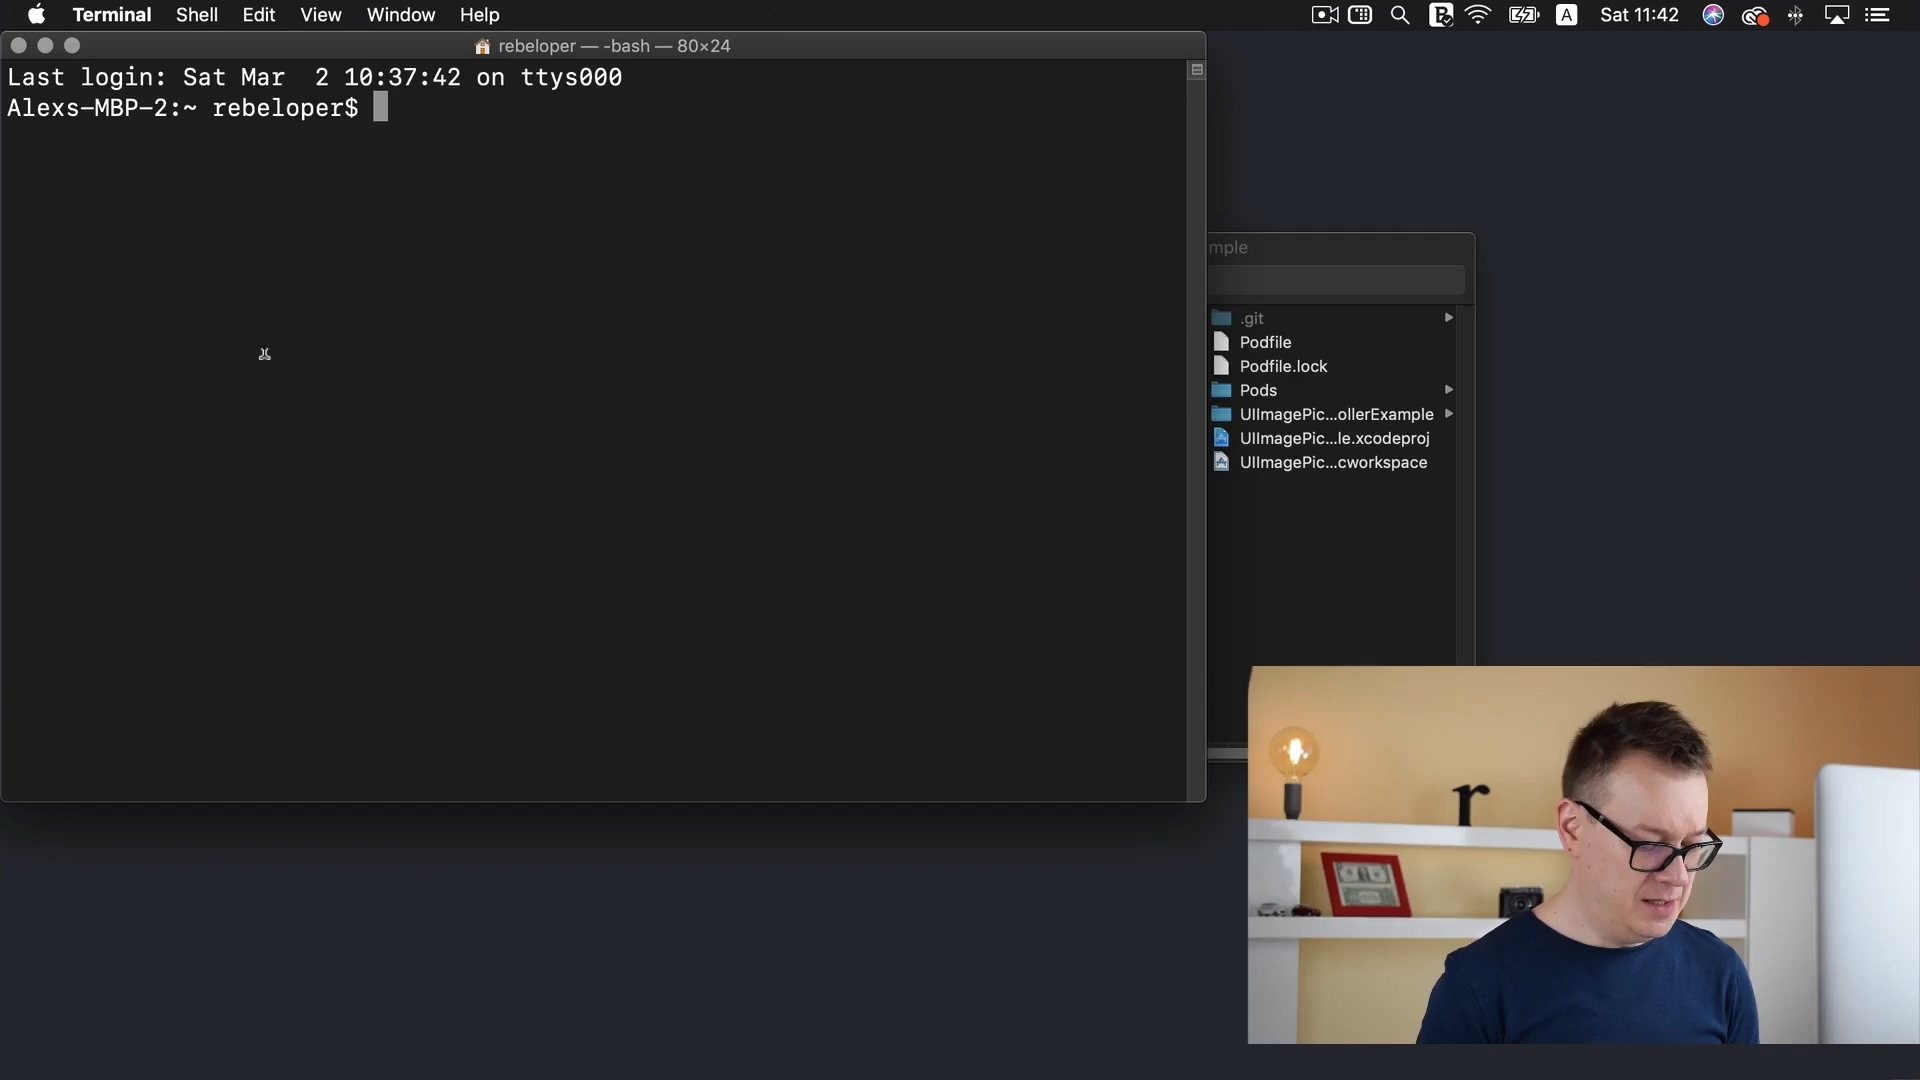 Terminal Shell Edit View Window Help A Sat 11:42
rebeloper — -bash — 80×24
Last login: Sat Mar  2 10:37:42 on ttys000
Alexs-MBP-2:~ rebeloper$
mple
.git
Podfile
Podfile.lock
Pods
UIImagePic...ollerExample
UIImagePic...le.xcodeproj
UIImagePic...cworkspace
r